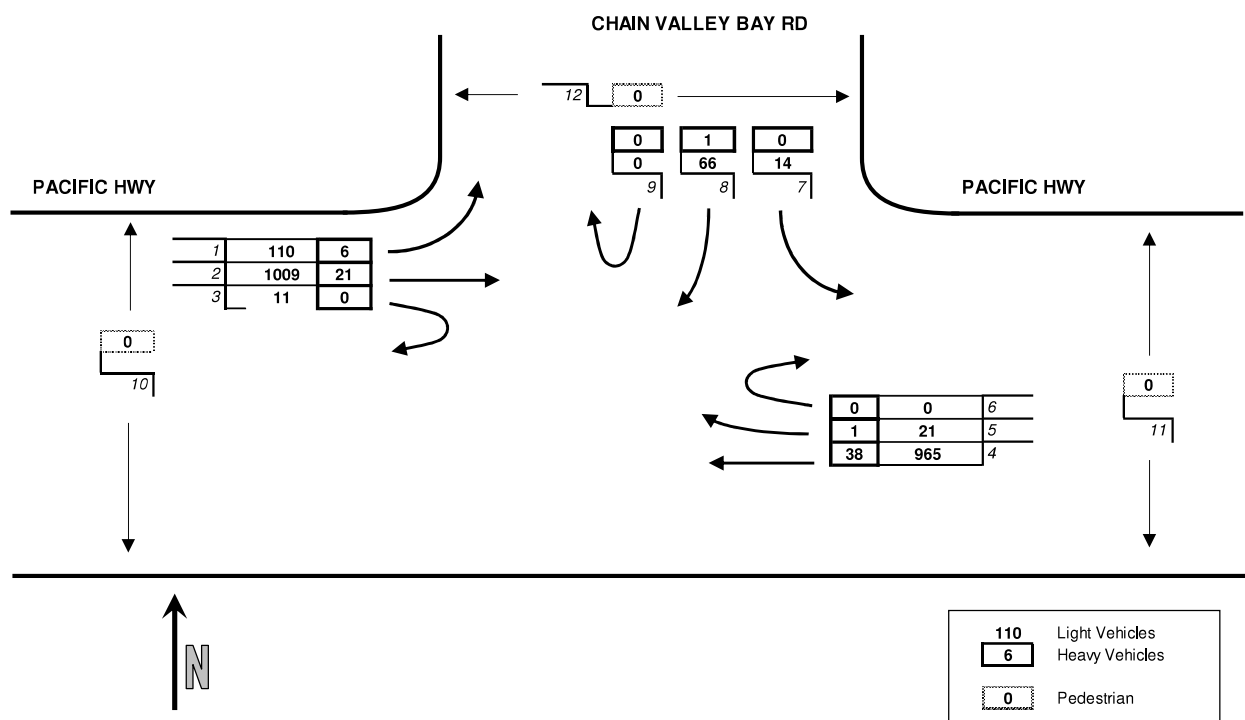 CHAIN VALLEY BAY RD
12 0
0 1 0
0 66 14
9 8 7
PACIFIC HWY
PACIFIC HWY
1 110 6
2 1009 21
3 11 0
0
10
0 0 6
1 21 5
38 965 4
0
11
N
110 Light Vehicles
6 Heavy Vehicles
0 Pedestrian